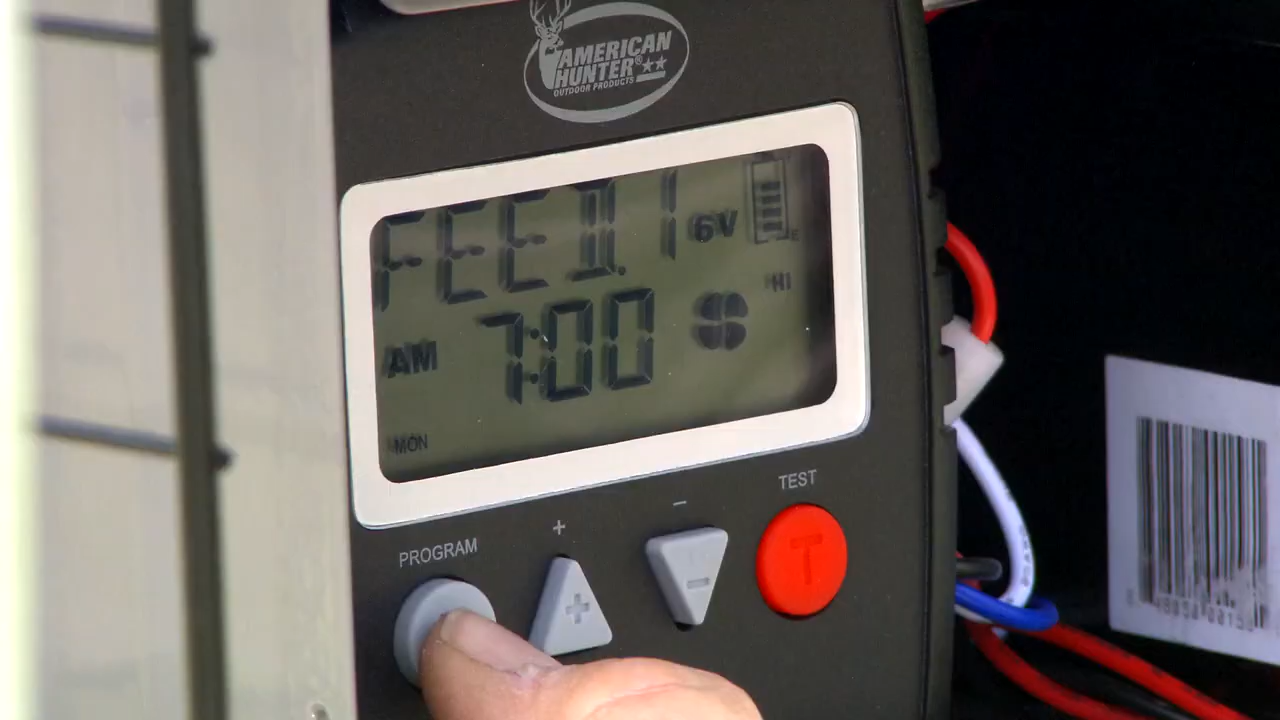 AMERICAN
HUNTER®
OUTDOOR PRODUCTS
FEED.1 6V
E
HI
AM 7:00
MON
TEST
PROGRAM
+
−
T
+
−